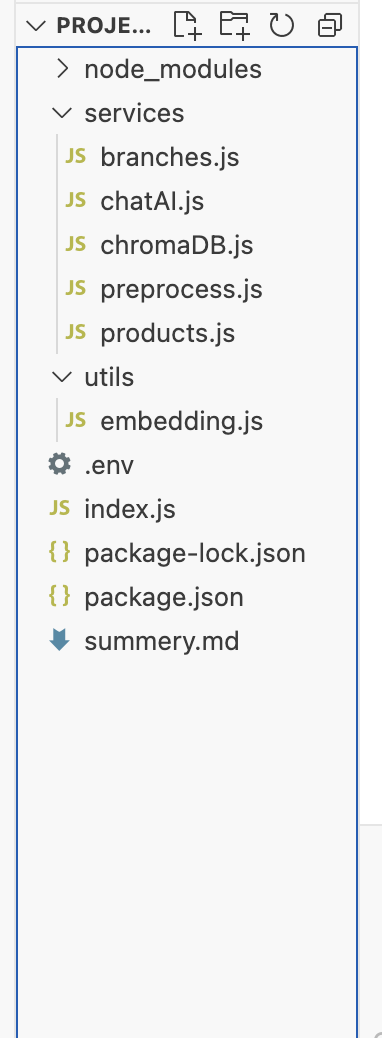 PROJE...
node_modules
services
JS branches.js
JS chatAI.js
JS chromaDB.js
JS preprocess.js
JS products.js
utils
JS embedding.js
.env
JS index.js
{} package-lock.json
{} package.json
summery.md